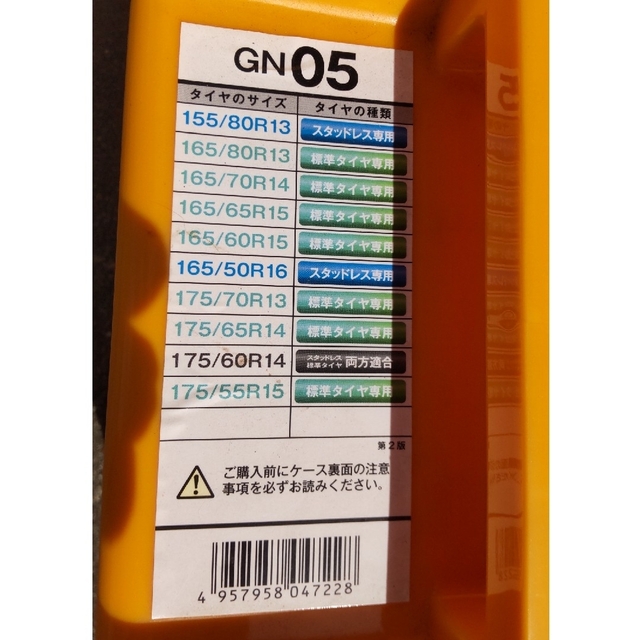 GN05
タイヤのサイズ タイヤの種類
155/80R13 スタッドレス専用
165/80R13 標準タイヤ専用
165/70R14 標準タイヤ専用
165/65R15 標準タイヤ専用
165/60R15 標準タイヤ専用
165/50R16 スタッドレス専用
175/70R13 標準タイヤ専用
175/65R14 標準タイヤ専用
175/60R14 スタッドレス 標準タイヤ 両方適合
175/55R15 標準タイヤ専用
第2版
ご購入前にケース裏面の注意
事項を必ずお読みください。
4 957958 047228
5